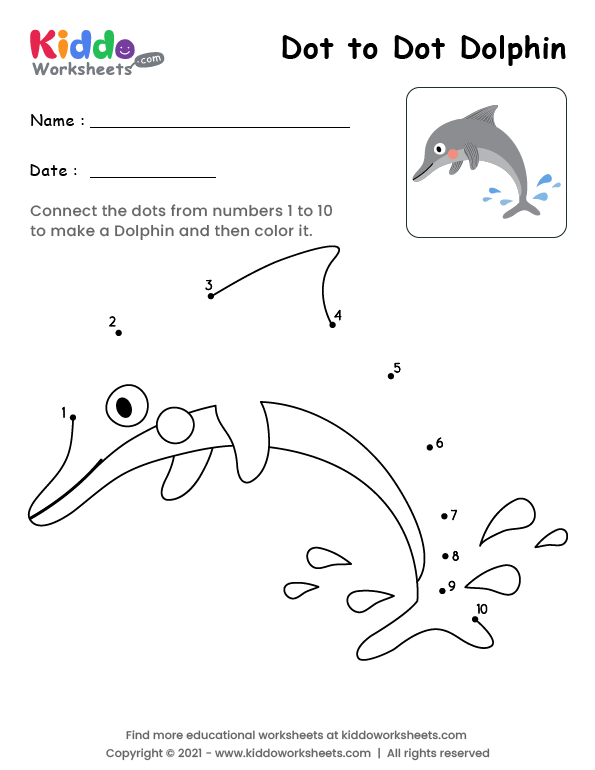 Kiddo
Worksheets
.com
Dot to Dot Dolphin
Name :
Date :
Connect the dots from numbers 1 to 10
to make a Dolphin and then color it.
3
4
2
5
1
6
7
8
9
10
Find more educational worksheets at kiddoworksheets.com
Copyright © 2021 - www.kiddoworksheets.com | All rights reserved